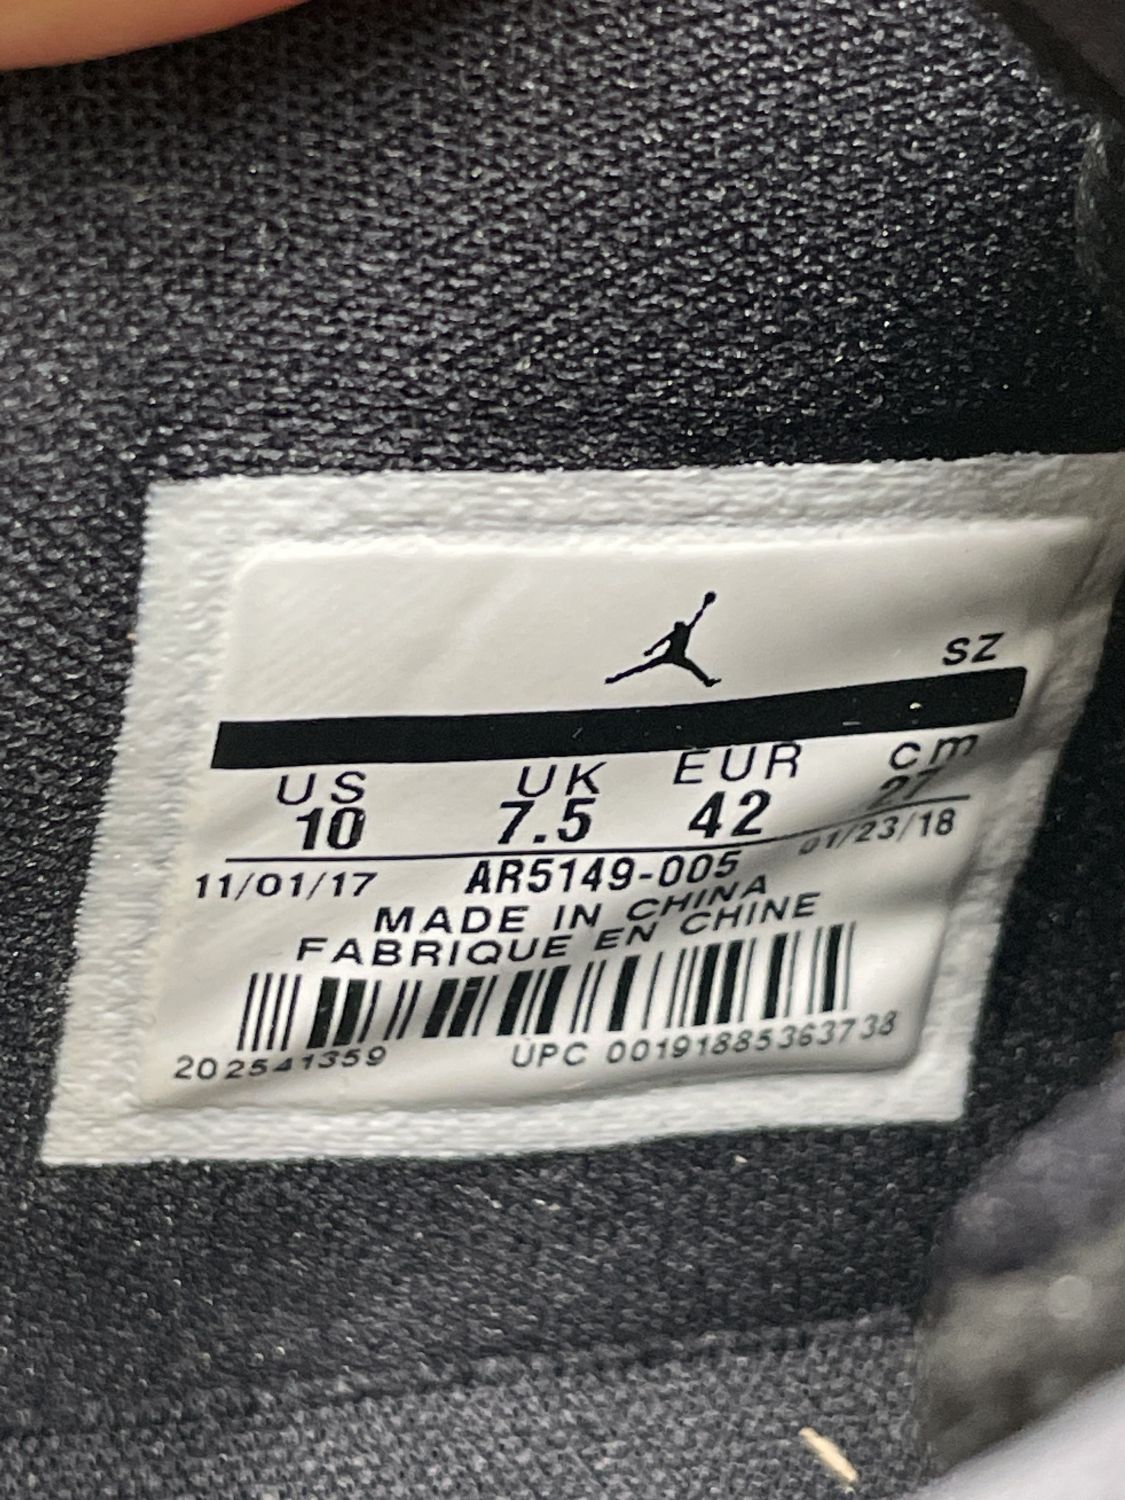 SZ
US UK EUR cm
10 7.5 42 27
11/01/17 AR5149-005 01/23/18
MADE IN CHINA
FABRIQUE EN CHINE
202541359 UPC 00191885363738